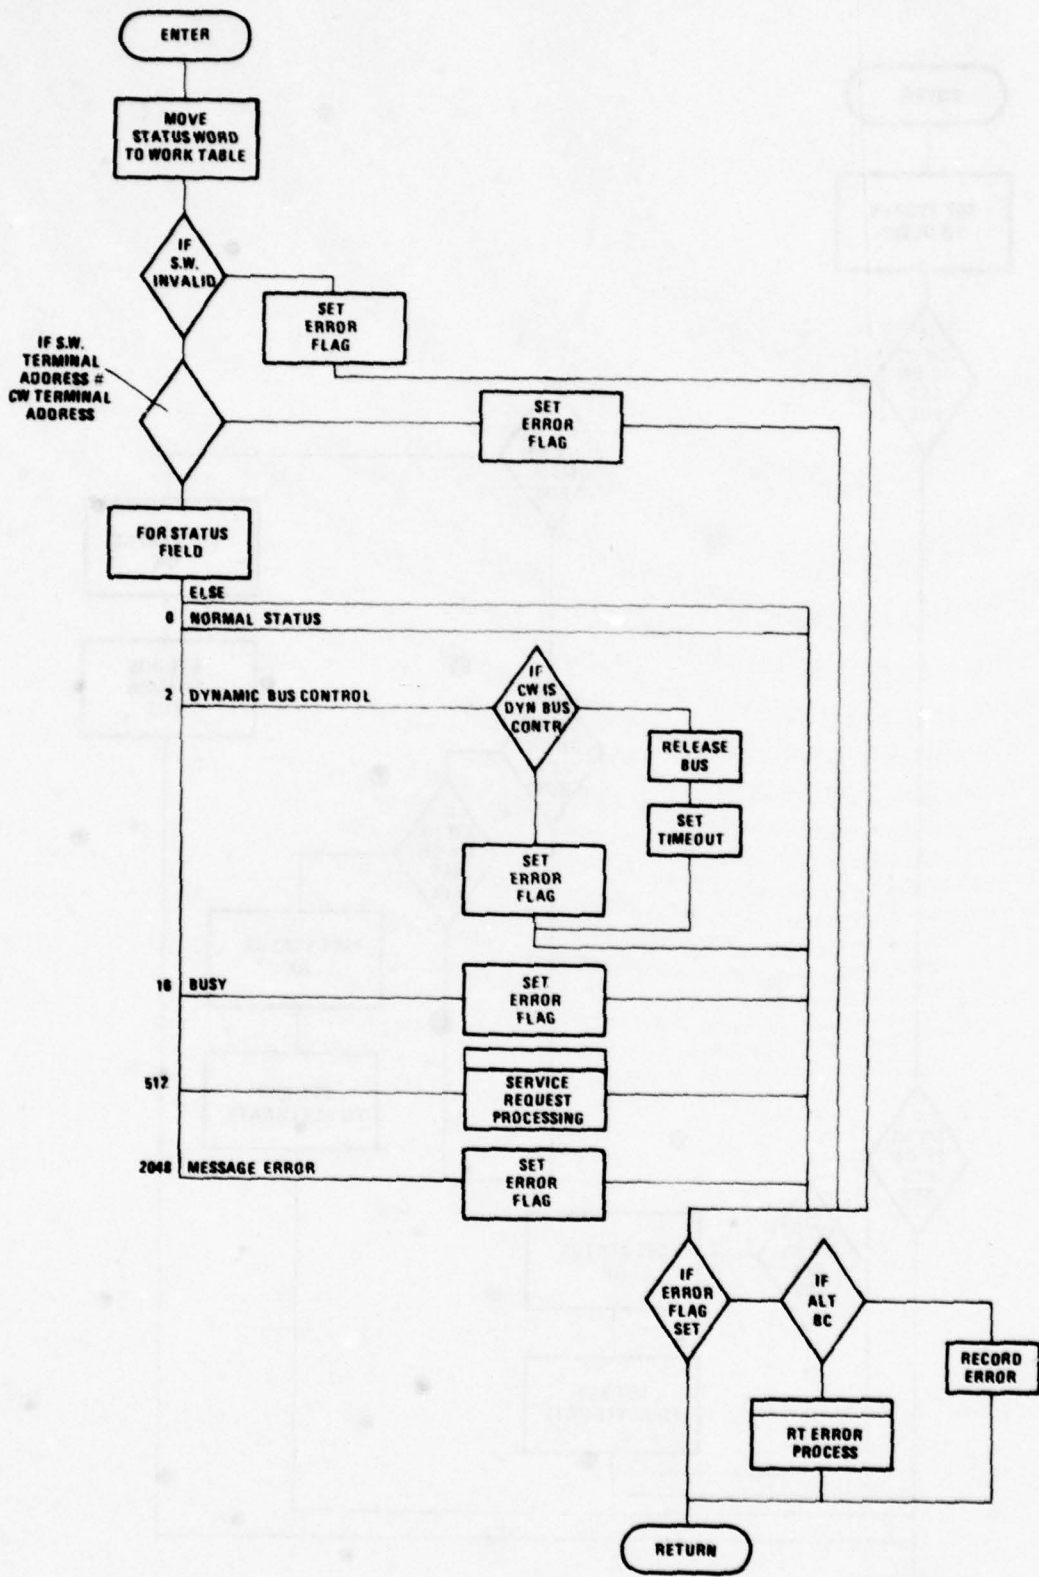 ENTER
MOVE
STATUS WORD
TO WORK TABLE
IF
S.W.
INVALID
SET
ERROR
FLAG
IF S.W.
TERMINAL
ADDRESS #
CW TERMINAL
ADDRESS
SET
ERROR
FLAG
FOR STATUS
FIELD
ELSE
0 NORMAL STATUS
2 DYNAMIC BUS CONTROL
IF
CW IS
DYN BUS
CONTR
RELEASE
BUS
SET
TIMEOUT
SET
ERROR
FLAG
16 BUSY
SET
ERROR
FLAG
512
SERVICE
REQUEST
PROCESSING
2048 MESSAGE ERROR
SET
ERROR
FLAG
IF
ERROR
FLAG
SET
IF
ALT
BC
RECORD
ERROR
RT ERROR
PROCESS
RETURN